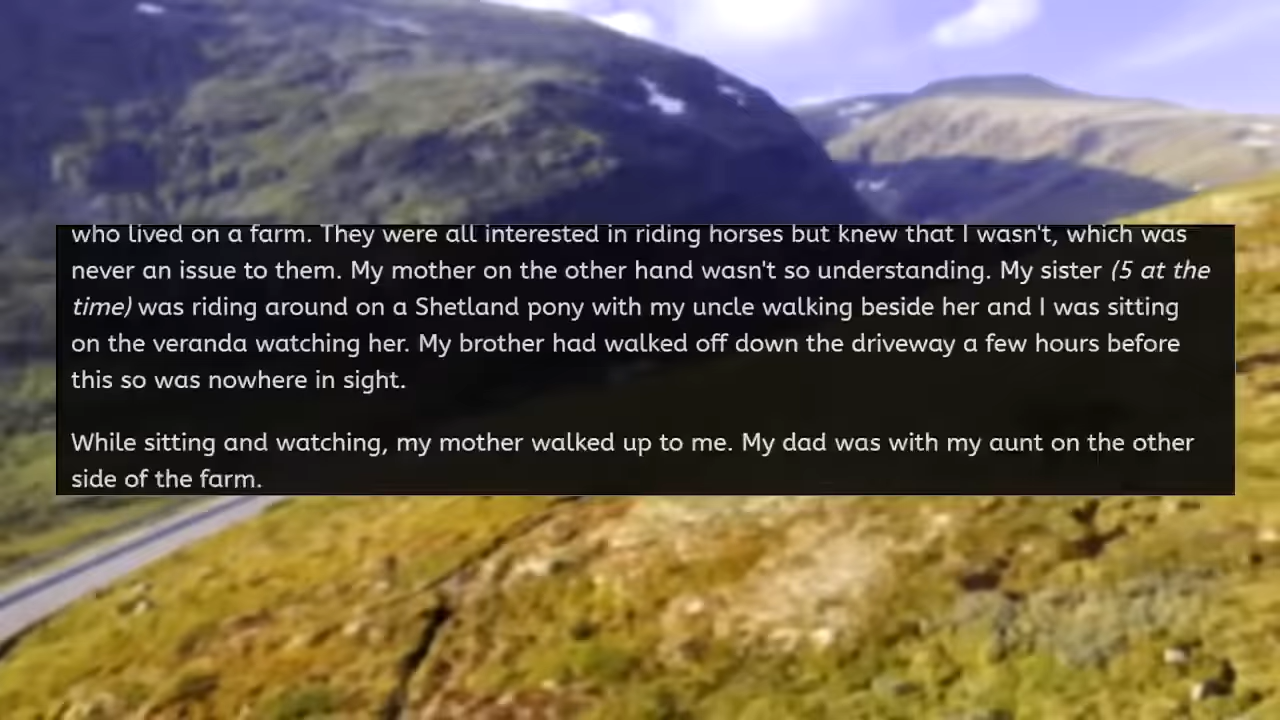 who lived on a farm. They were all interested in riding horses but knew that I wasn't, which was
never an issue to them. My mother on the other hand wasn't so understanding. My sister (5 at the
time) was riding around on a Shetland pony with my uncle walking beside her and I was sitting
on the veranda watching her. My brother had walked off down the driveway a few hours before
this so was nowhere in sight.
While sitting and watching, my mother walked up to me. My dad was with my aunt on the other
side of the farm.